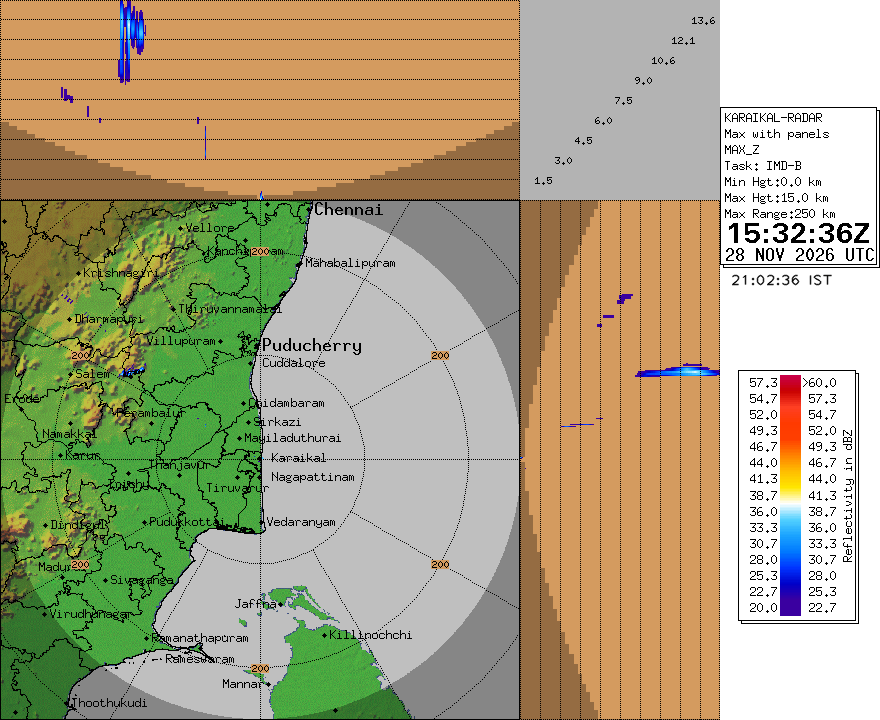 13.6
12.1
10.6
9.0
7.5
6.0
4.5
3.0
1.5
KARAIKAL-RADAR
Max with panels
MAX_Z
Task: IMD-B
Min Hgt:0.0 km
Max Hgt:15.0 km
Max Range:250 km
15:32:36Z
28 NOV 2026 UTC
21:02:36 IST
Chennai
Vellore
200
Mahabalipuram
Krishnagiri
Thiruvannamalai
Dharmapuri
Villupuram
Puducherry
200
200
Cuddalore
Salem
Erode
Chidambaram
Perambalur
Sirkazi
Namakkal
Mayiladuthurai
Karur
Karaikal
Thanjavur
Nagapattinam
Tiruvarur
Dindigul
Pudukkottai
Vedaranyam
200
200
Sivaganga
Jaffna
Virudhunagar
Killinochchi
Ramanathapuram
Rameswaram
200
Mannar
Thoothukudi
57.3 >60.0
54.7 57.3
52.0 54.7
49.3 52.0
46.7 49.3
44.0 46.7
41.3 44.0
38.7 41.3
36.0 38.7
33.3 36.0
30.7 33.3
28.0 30.7
25.3 28.0
22.7 25.3
20.0 22.7
Reflectivity in dBZ